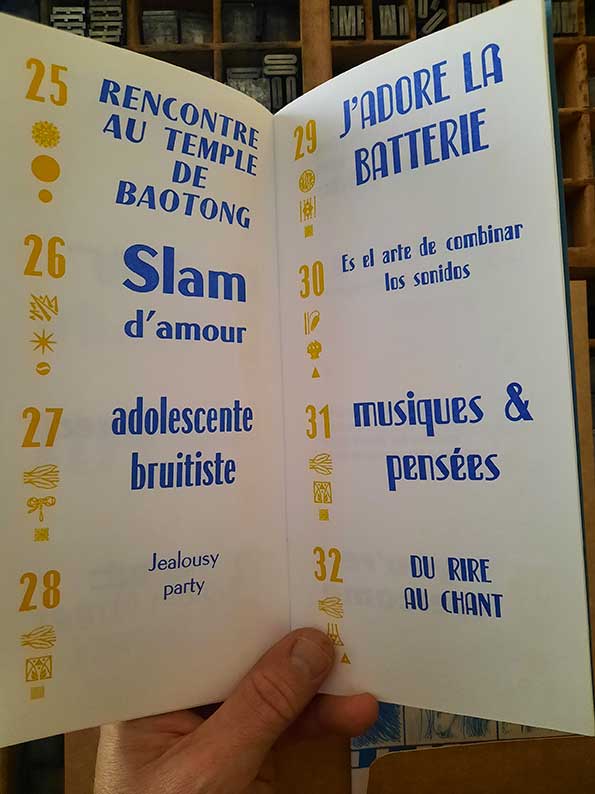 25
RENCONTRE
AU TEMPLE
DE
BAOTONG
26
Slam
d'amour
27
adolescente
bruitiste
28
Jealousy
party
29
J'ADORE LA
BATTERIE
30
Es el arte de combinar
los sonidos
31
musiques &
pensées
32
DU RIRE
AU CHANT